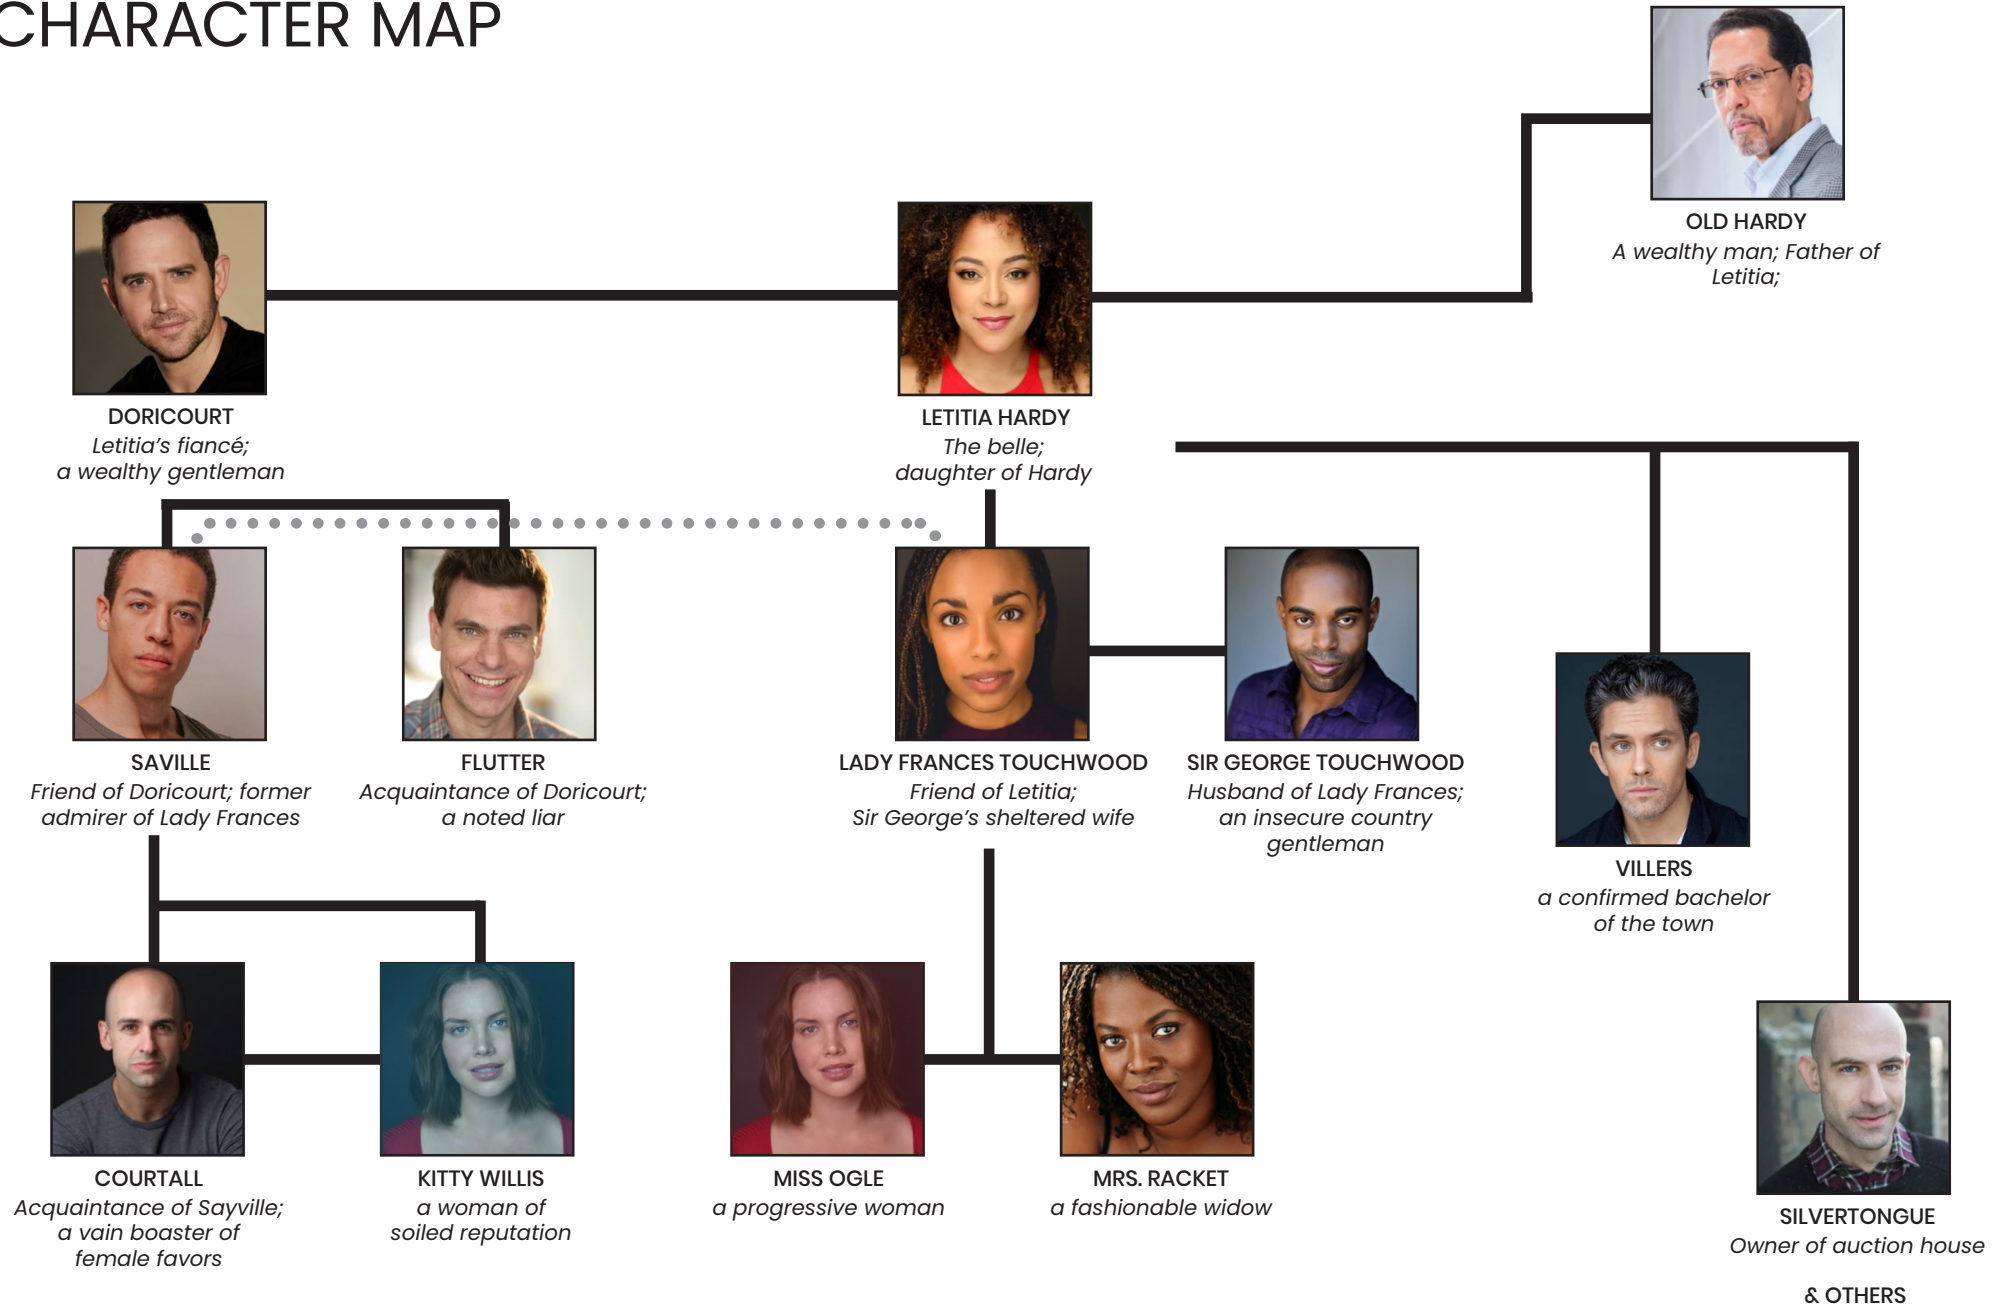 CHARACTER MAP
OLD HARDY
A wealthy man; Father of
Letitia;
DORICOURT
Letitia's fiancé;
a wealthy gentleman
LETITIA HARDY
The belle;
daughter of Hardy
SAVILLE
Friend of Doricourt; former
admirer of Lady Frances
FLUTTER
Acquaintance of Doricourt;
a noted liar
LADY FRANCES TOUCHWOOD
Friend of Letitia;
Sir George's sheltered wife
SIR GEORGE TOUCHWOOD
Husband of Lady Frances;
an insecure country
gentleman
VILLERS
a confirmed bachelor
of the town
COURTALL
Acquaintance of Sayville;
a vain boaster of
female favors
KITTY WILLIS
a woman of
soiled reputation
MISS OGLE
a progressive woman
MRS. RACKET
a fashionable widow
SILVERTONGUE
Owner of auction house
& OTHERS